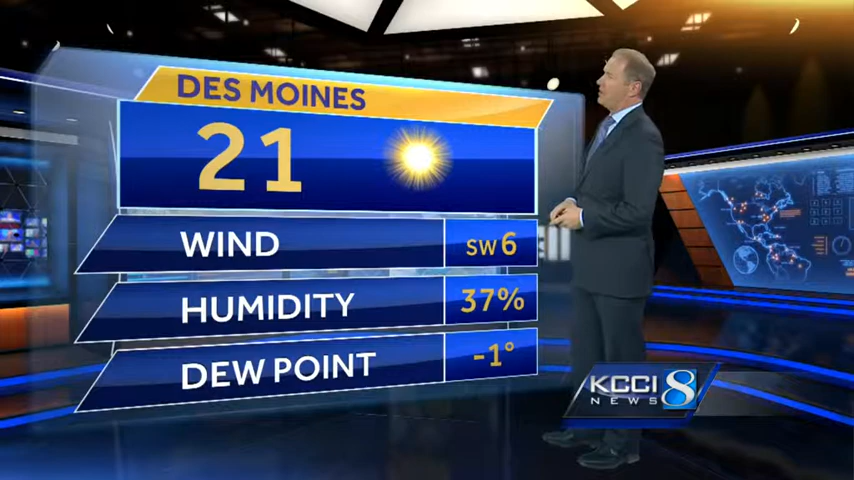 DES MOINES
21
WIND SW 6
HUMIDITY 37%
DEW POINT -1°
KCCI 8
NEWS